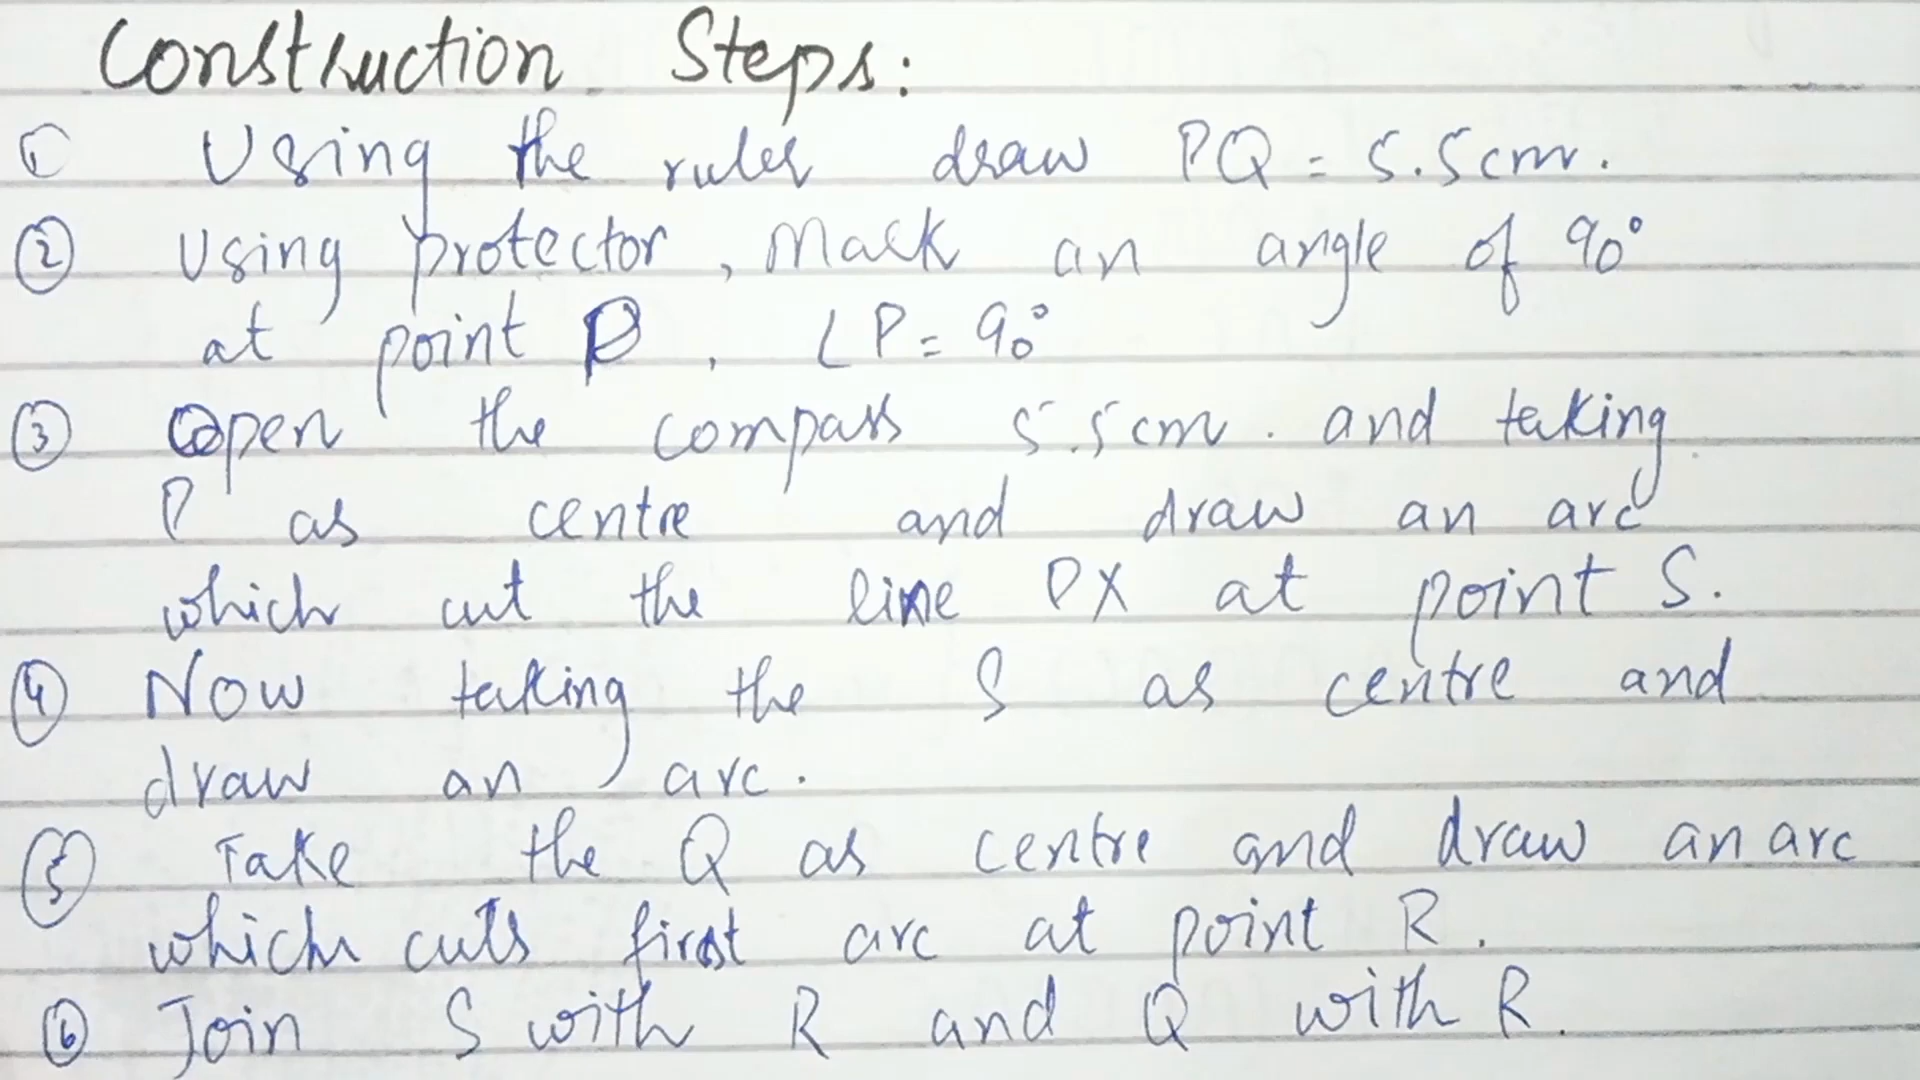 Construction Steps:
① Using the ruler draw PQ = 5.5cm.
② Using protector, Mark an angle of 90°
at point P, ∠P = 90°
③ Open the compass 5.5cm. and taking
P as centre and draw an arc
which cut the line PX at point S.
④ Now taking the S as centre and
draw an arc.
⑤ Take the Q as centre and draw an arc
which cuts first arc at point R.
⑥ Join S with R and Q with R.